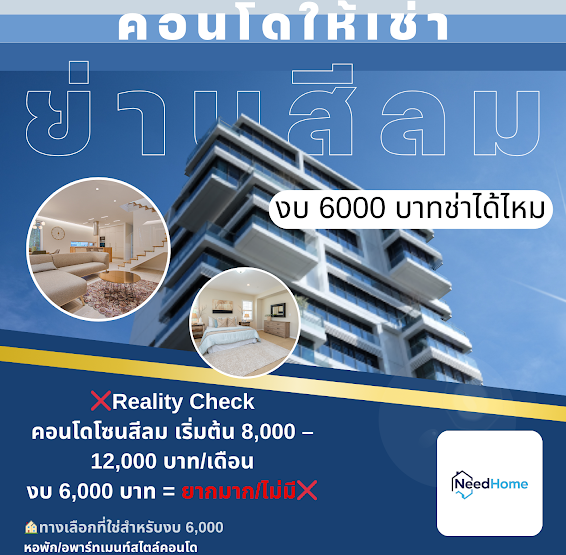 คอนโดให้เช่า
ย่านสีลม
งบ 6000 บาทช่าได้ไหม
❌Reality Check
คอนโดโซนสีลม เริ่มต้น 8,000 –
12,000 บาท/เดือน
งบ 6,000 บาท = ยากมาก/ไม่มี❌
NeedHome
🏠ทางเลือกที่ใช่สำหรับงบ 6,000
หอพัก/อพาร์ทเมนท์สไตล์คอนโด